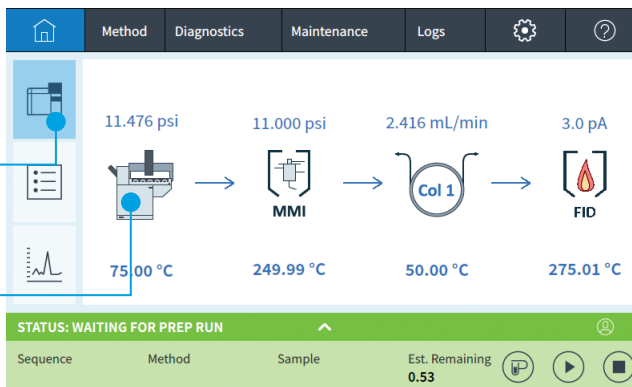 Method Diagnostics Maintenance Logs ?
11.476 psi 11.000 psi 2.416 mL/min 3.0 pA
Col 1
MMI FID
75.00 °C 249.99 °C 50.00 °C 275.01 °C
STATUS: WAITING FOR PREP RUN
Sequence Method Sample Est. Remaining
0.53 P